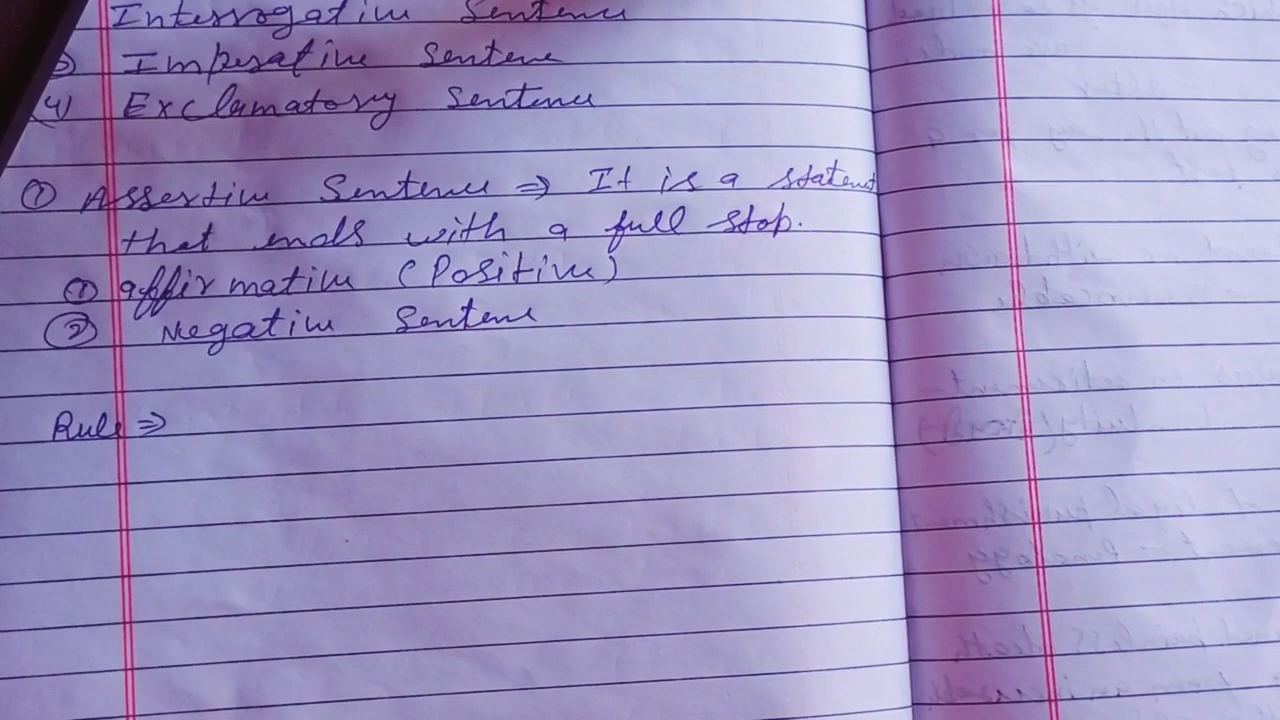 Interrogative Sentence
3) Imperative Sentence
(4) Exclamatory Sentence
① Assertive Sentence ⇒ It is a statement
that ends with a full stop.
① affirmative (Positive)
② Negative Sentence
Rule ⇒